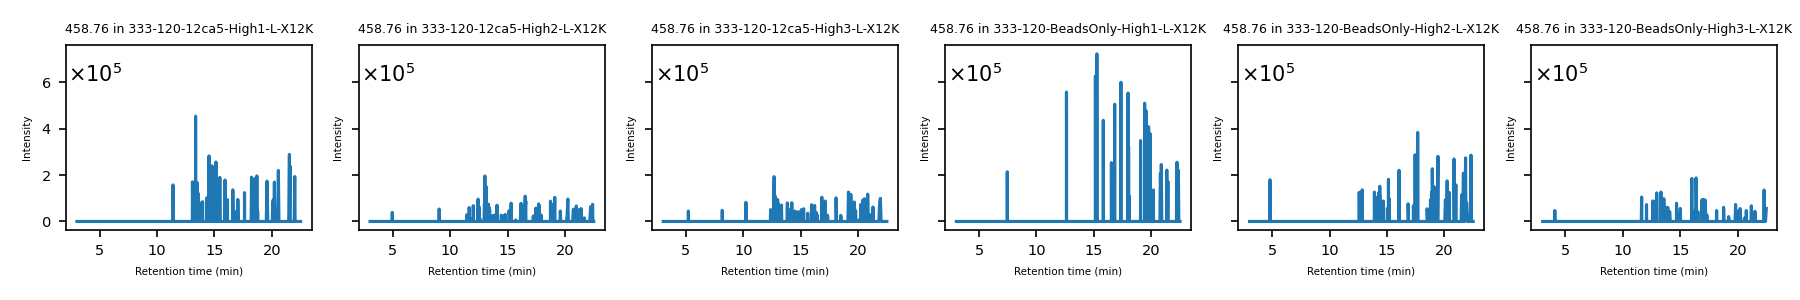 458.76 in 333-120-12ca5-High1-L-X12K
458.76 in 333-120-12ca5-High2-L-X12K
458.76 in 333-120-12ca5-High3-L-X12K
458.76 in 333-120-BeadsOnly-High1-L-X12K
458.76 in 333-120-BeadsOnly-High2-L-X12K
458.76 in 333-120-BeadsOnly-High3-L-X12K
×10⁵ ×10⁵ ×10⁵ ×10⁵ ×10⁵ ×10⁵
6
4
2
0
Intensity Intensity Intensity Intensity Intensity Intensity
5 10 15 20 5 10 15 20 5 10 15 20 5 10 15 20 5 10 15 20 5 10 15 20
Retention time (min) Retention time (min) Retention time (min) Retention time (min) Retention time (min) Retention time (min)